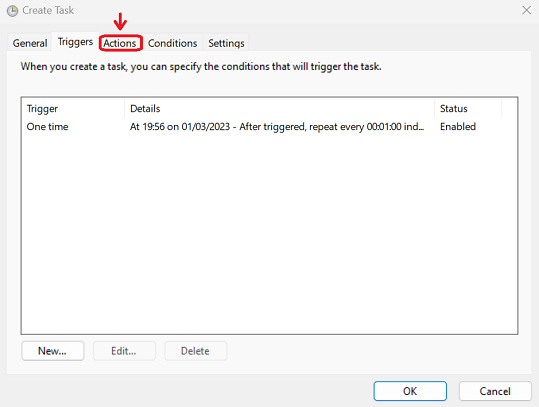 Create Task
General Triggers Actions Conditions Settings
When you create a task, you can specify the conditions that will trigger the task.
Trigger Details Status
One time At 19:56 on 01/03/2023 - After triggered, repeat every 00:01:00 ind... Enabled
New... Edit... Delete
OK Cancel